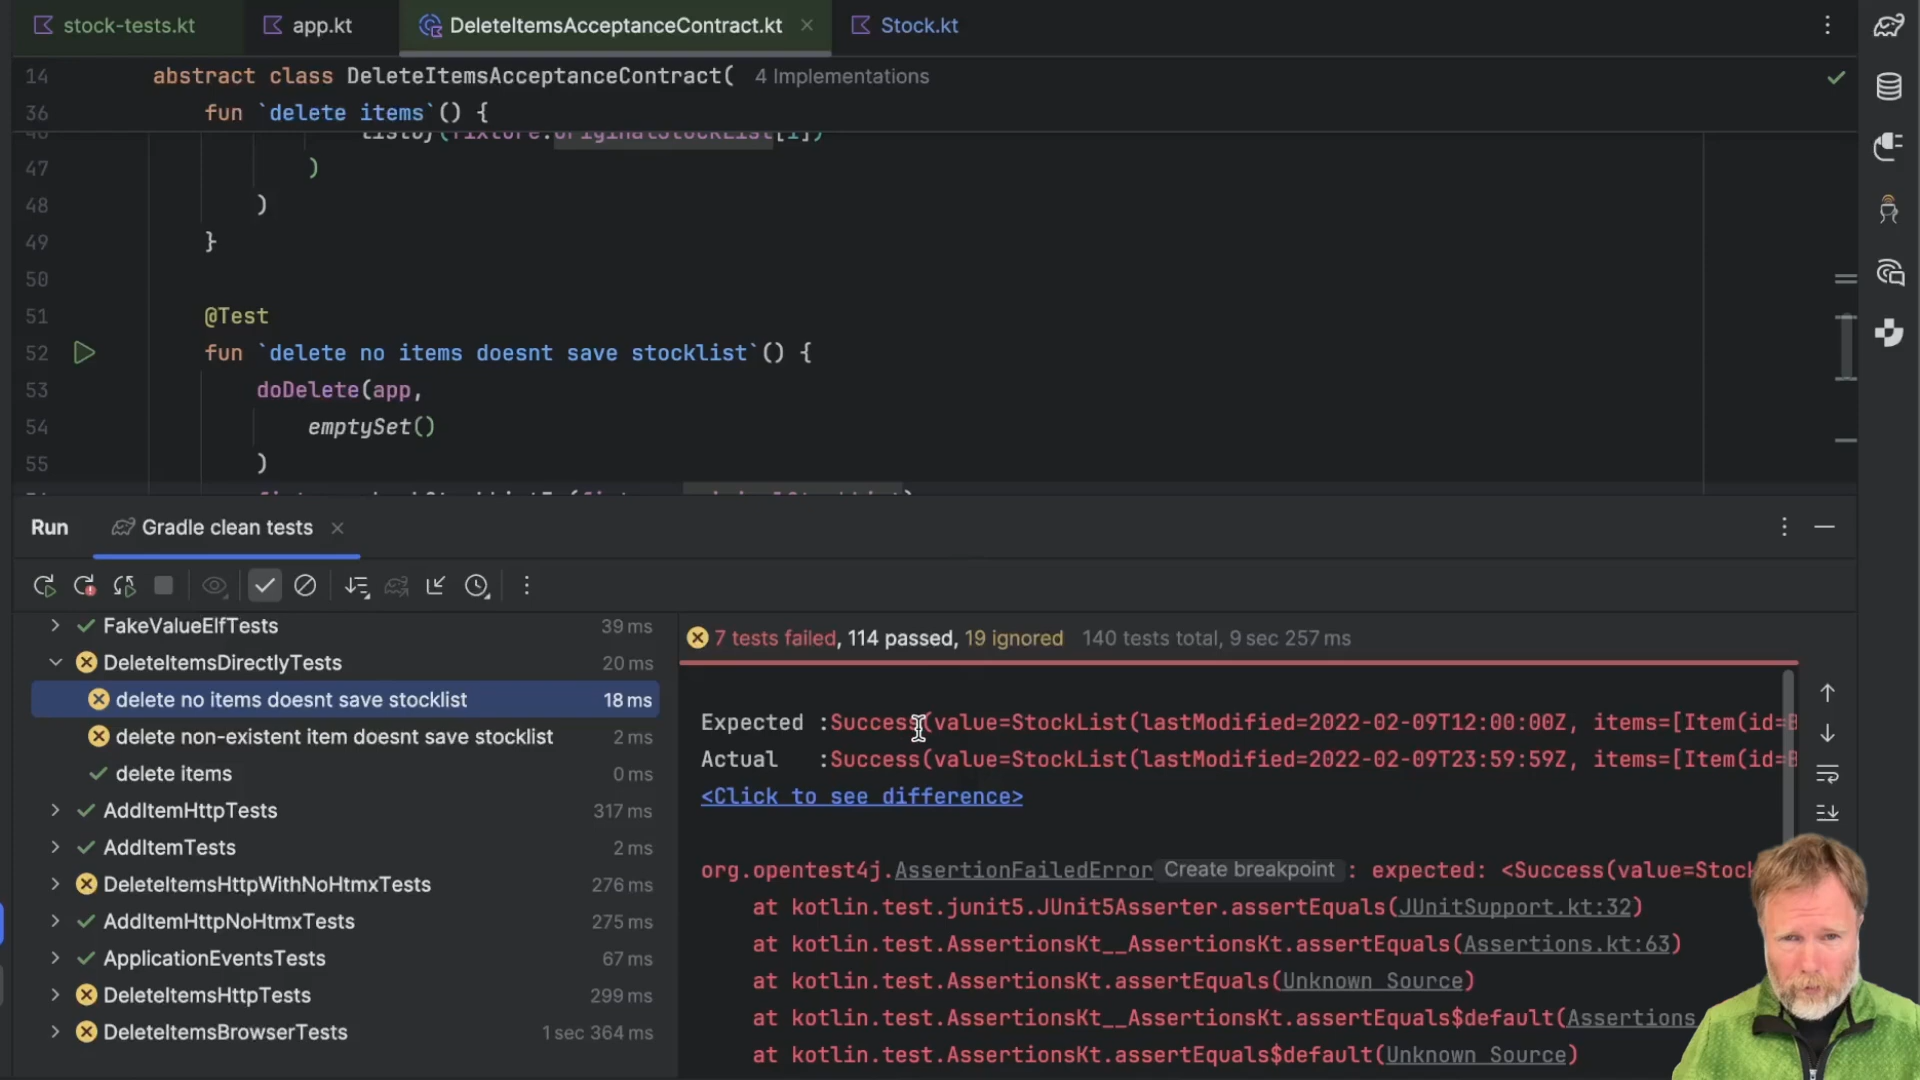 stock-tests.kt
app.kt
DeleteItemsAcceptanceContract.kt
Stock.kt
14 abstract class DeleteItemsAcceptanceContract( 4 Implementations
36 fun `delete items`() {
listOf(fixture.originalStockList[1])
47 )
48 )
49 }
50
51 @Test
52 fun `delete no items doesnt save stocklist`() {
53 doDelete(app,
54 emptySet()
55 )
Run
Gradle clean tests
FakeValueElfTests 39 ms
DeleteItemsDirectlyTests 20 ms
delete no items doesnt save stocklist 18 ms
delete non-existent item doesnt save stocklist 2 ms
delete items 0 ms
AddItemHttpTests 317 ms
AddItemTests 2 ms
DeleteItemsHttpWithNoHtmxTests 276 ms
AddItemHttpNoHtmxTests 275 ms
ApplicationEventsTests 67 ms
DeleteItemsHttpTests 299 ms
DeleteItemsBrowserTests 1 sec 364 ms
7 tests failed, 114 passed, 19 ignored 140 tests total, 9 sec 257 ms
Expected :Success(value=StockList(lastModified=2022-02-09T12:00:00Z, items=[Item(id=B
Actual :Success(value=StockList(lastModified=2022-02-09T23:59:59Z, items=[Item(id=B
<Click to see difference>
org.opentest4j.AssertionFailedError Create breakpoint : expected: <Success(value=Stock
at kotlin.test.junit5.JUnit5Asserter.assertEquals(JUnitSupport.kt:32)
at kotlin.test.AssertionsKt__AssertionsKt.assertEquals(Assertions.kt:63)
at kotlin.test.AssertionsKt.assertEquals(Unknown Source)
at kotlin.test.AssertionsKt__AssertionsKt.assertEquals$default(Assertions
at kotlin.test.AssertionsKt.assertEquals$default(Unknown Source)